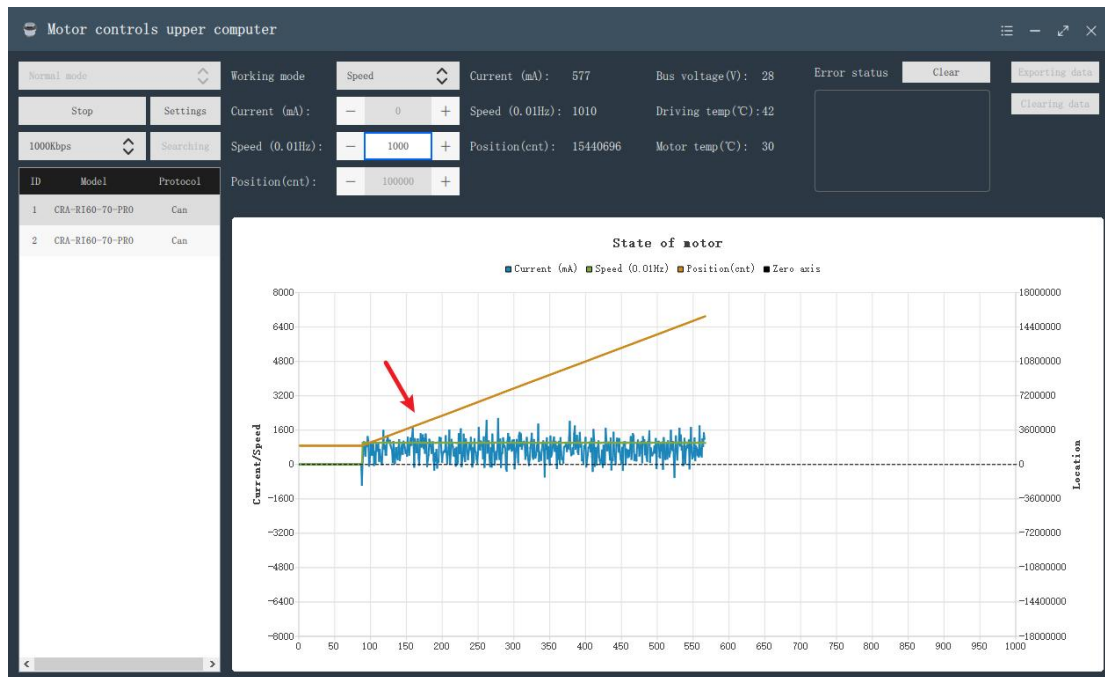 Motor controls upper computer
Normal mode
Working mode
Speed
Current (mA):
577
Bus voltage(V):
28
Error status
Clear
Exporting data
Stop
Settings
Current (mA):
0
Speed (0.01Hz):
1010
Driving temp(℃):
42
Clearing data
1000Kbps
Searching
Speed (0.01Hz):
1000
Position(cnt):
15440696
Motor temp(℃):
30
ID Model Protocol
Position(cnt):
100000
1 CRA-RI60-70-PRO Can
2 CRA-RI60-70-PRO Can
State of motor
Current (mA) Speed (0.01Hz) Position(cnt) Zero axis
8000
6400
4800
3200
1600
0
-1600
-3200
-4800
-6400
-8000
Current/Speed
18000000
14400000
10800000
7200000
3600000
0
-3600000
-7200000
-10800000
-14400000
-18000000
Location
0 50 100 150 200 250 300 350 400 450 500 550 600 650 700 750 800 850 900 950 1000